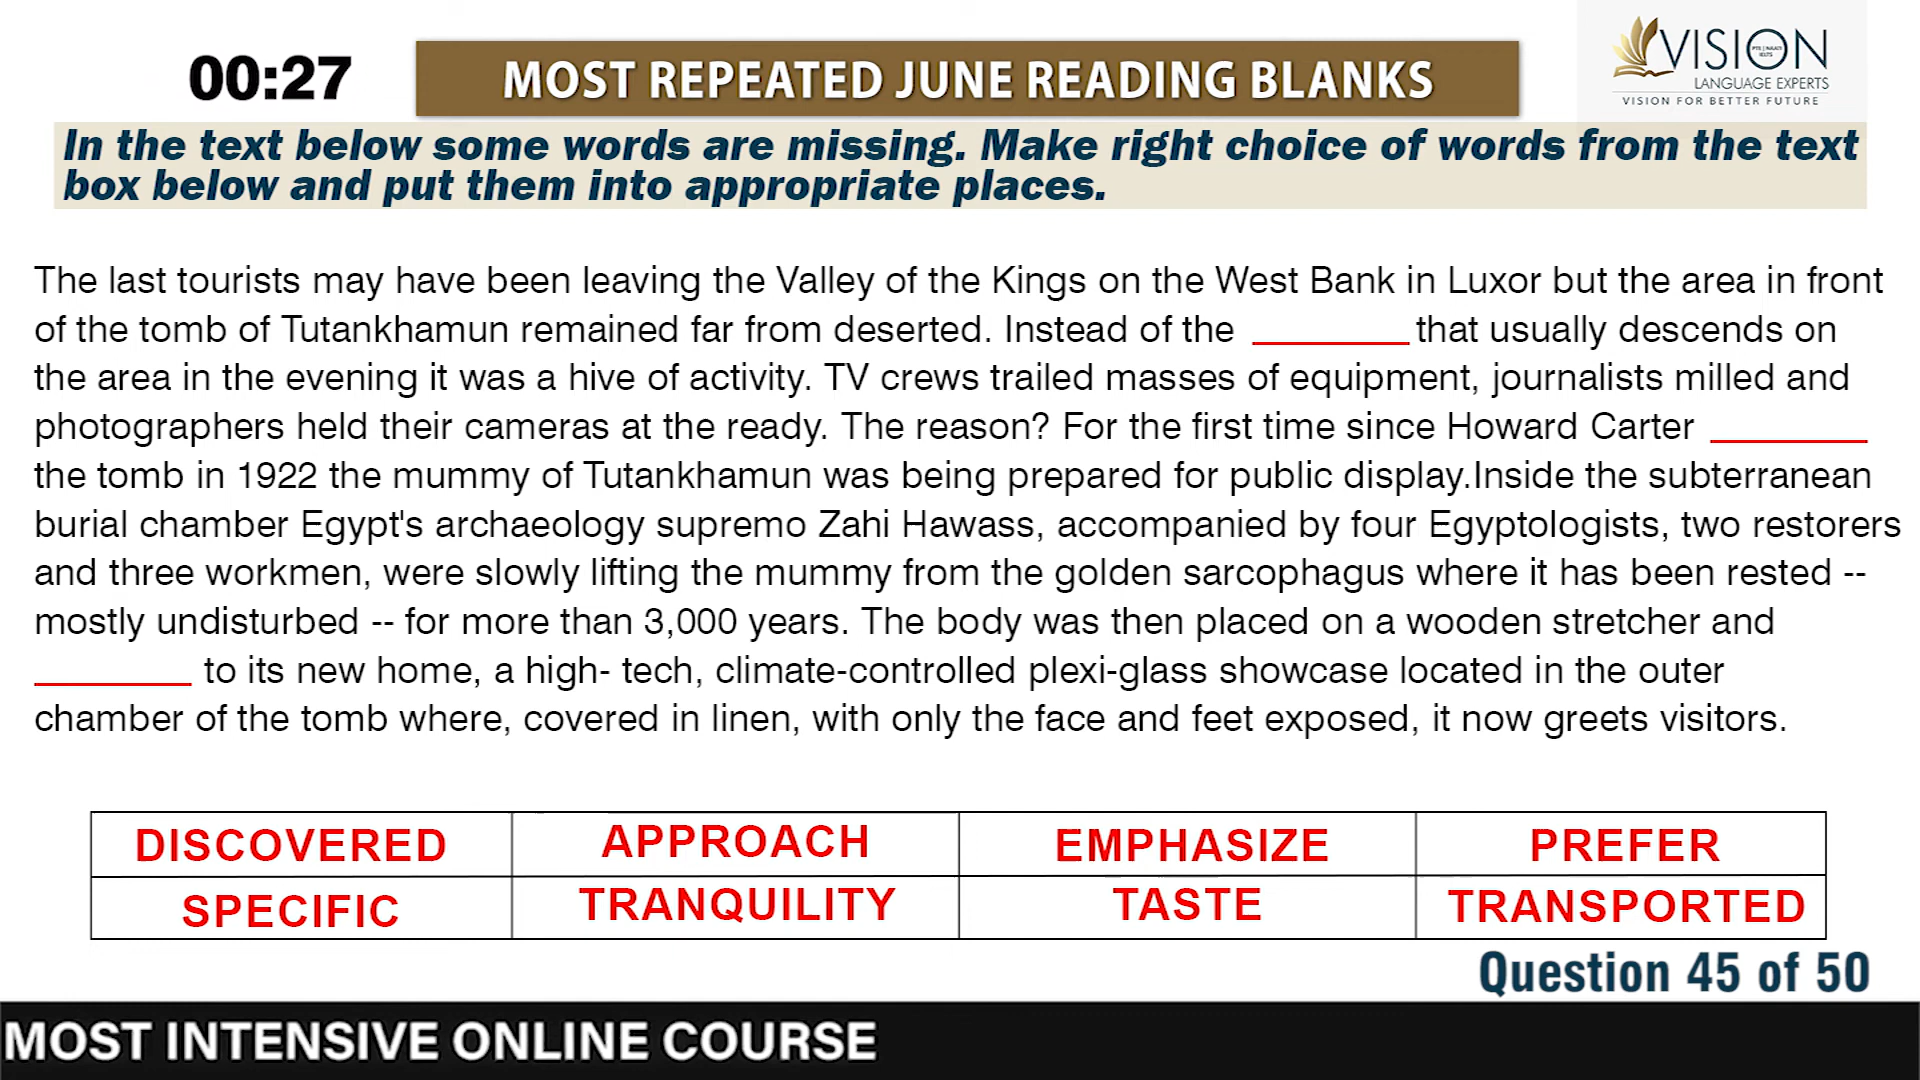 00:27
MOST REPEATED JUNE READING BLANKS
VISION
PTE | NAATI
IELTS
LANGUAGE EXPERTS
VISION FOR BETTER FUTURE
In the text below some words are missing. Make right choice of words from the text
box below and put them into appropriate places.
The last tourists may have been leaving the Valley of the Kings on the West Bank in Luxor but the area in front
of the tomb of Tutankhamun remained far from deserted. Instead of the ________ that usually descends on
the area in the evening it was a hive of activity. TV crews trailed masses of equipment, journalists milled and
photographers held their cameras at the ready. The reason? For the first time since Howard Carter ________
the tomb in 1922 the mummy of Tutankhamun was being prepared for public display.Inside the subterranean
burial chamber Egypt's archaeology supremo Zahi Hawass, accompanied by four Egyptologists, two restorers
and three workmen, were slowly lifting the mummy from the golden sarcophagus where it has been rested --
mostly undisturbed -- for more than 3,000 years. The body was then placed on a wooden stretcher and
________ to its new home, a high- tech, climate-controlled plexi-glass showcase located in the outer
chamber of the tomb where, covered in linen, with only the face and feet exposed, it now greets visitors.
DISCOVERED APPROACH EMPHASIZE PREFER
SPECIFIC TRANQUILITY TASTE TRANSPORTED
Question 45 of 50
MOST INTENSIVE ONLINE COURSE